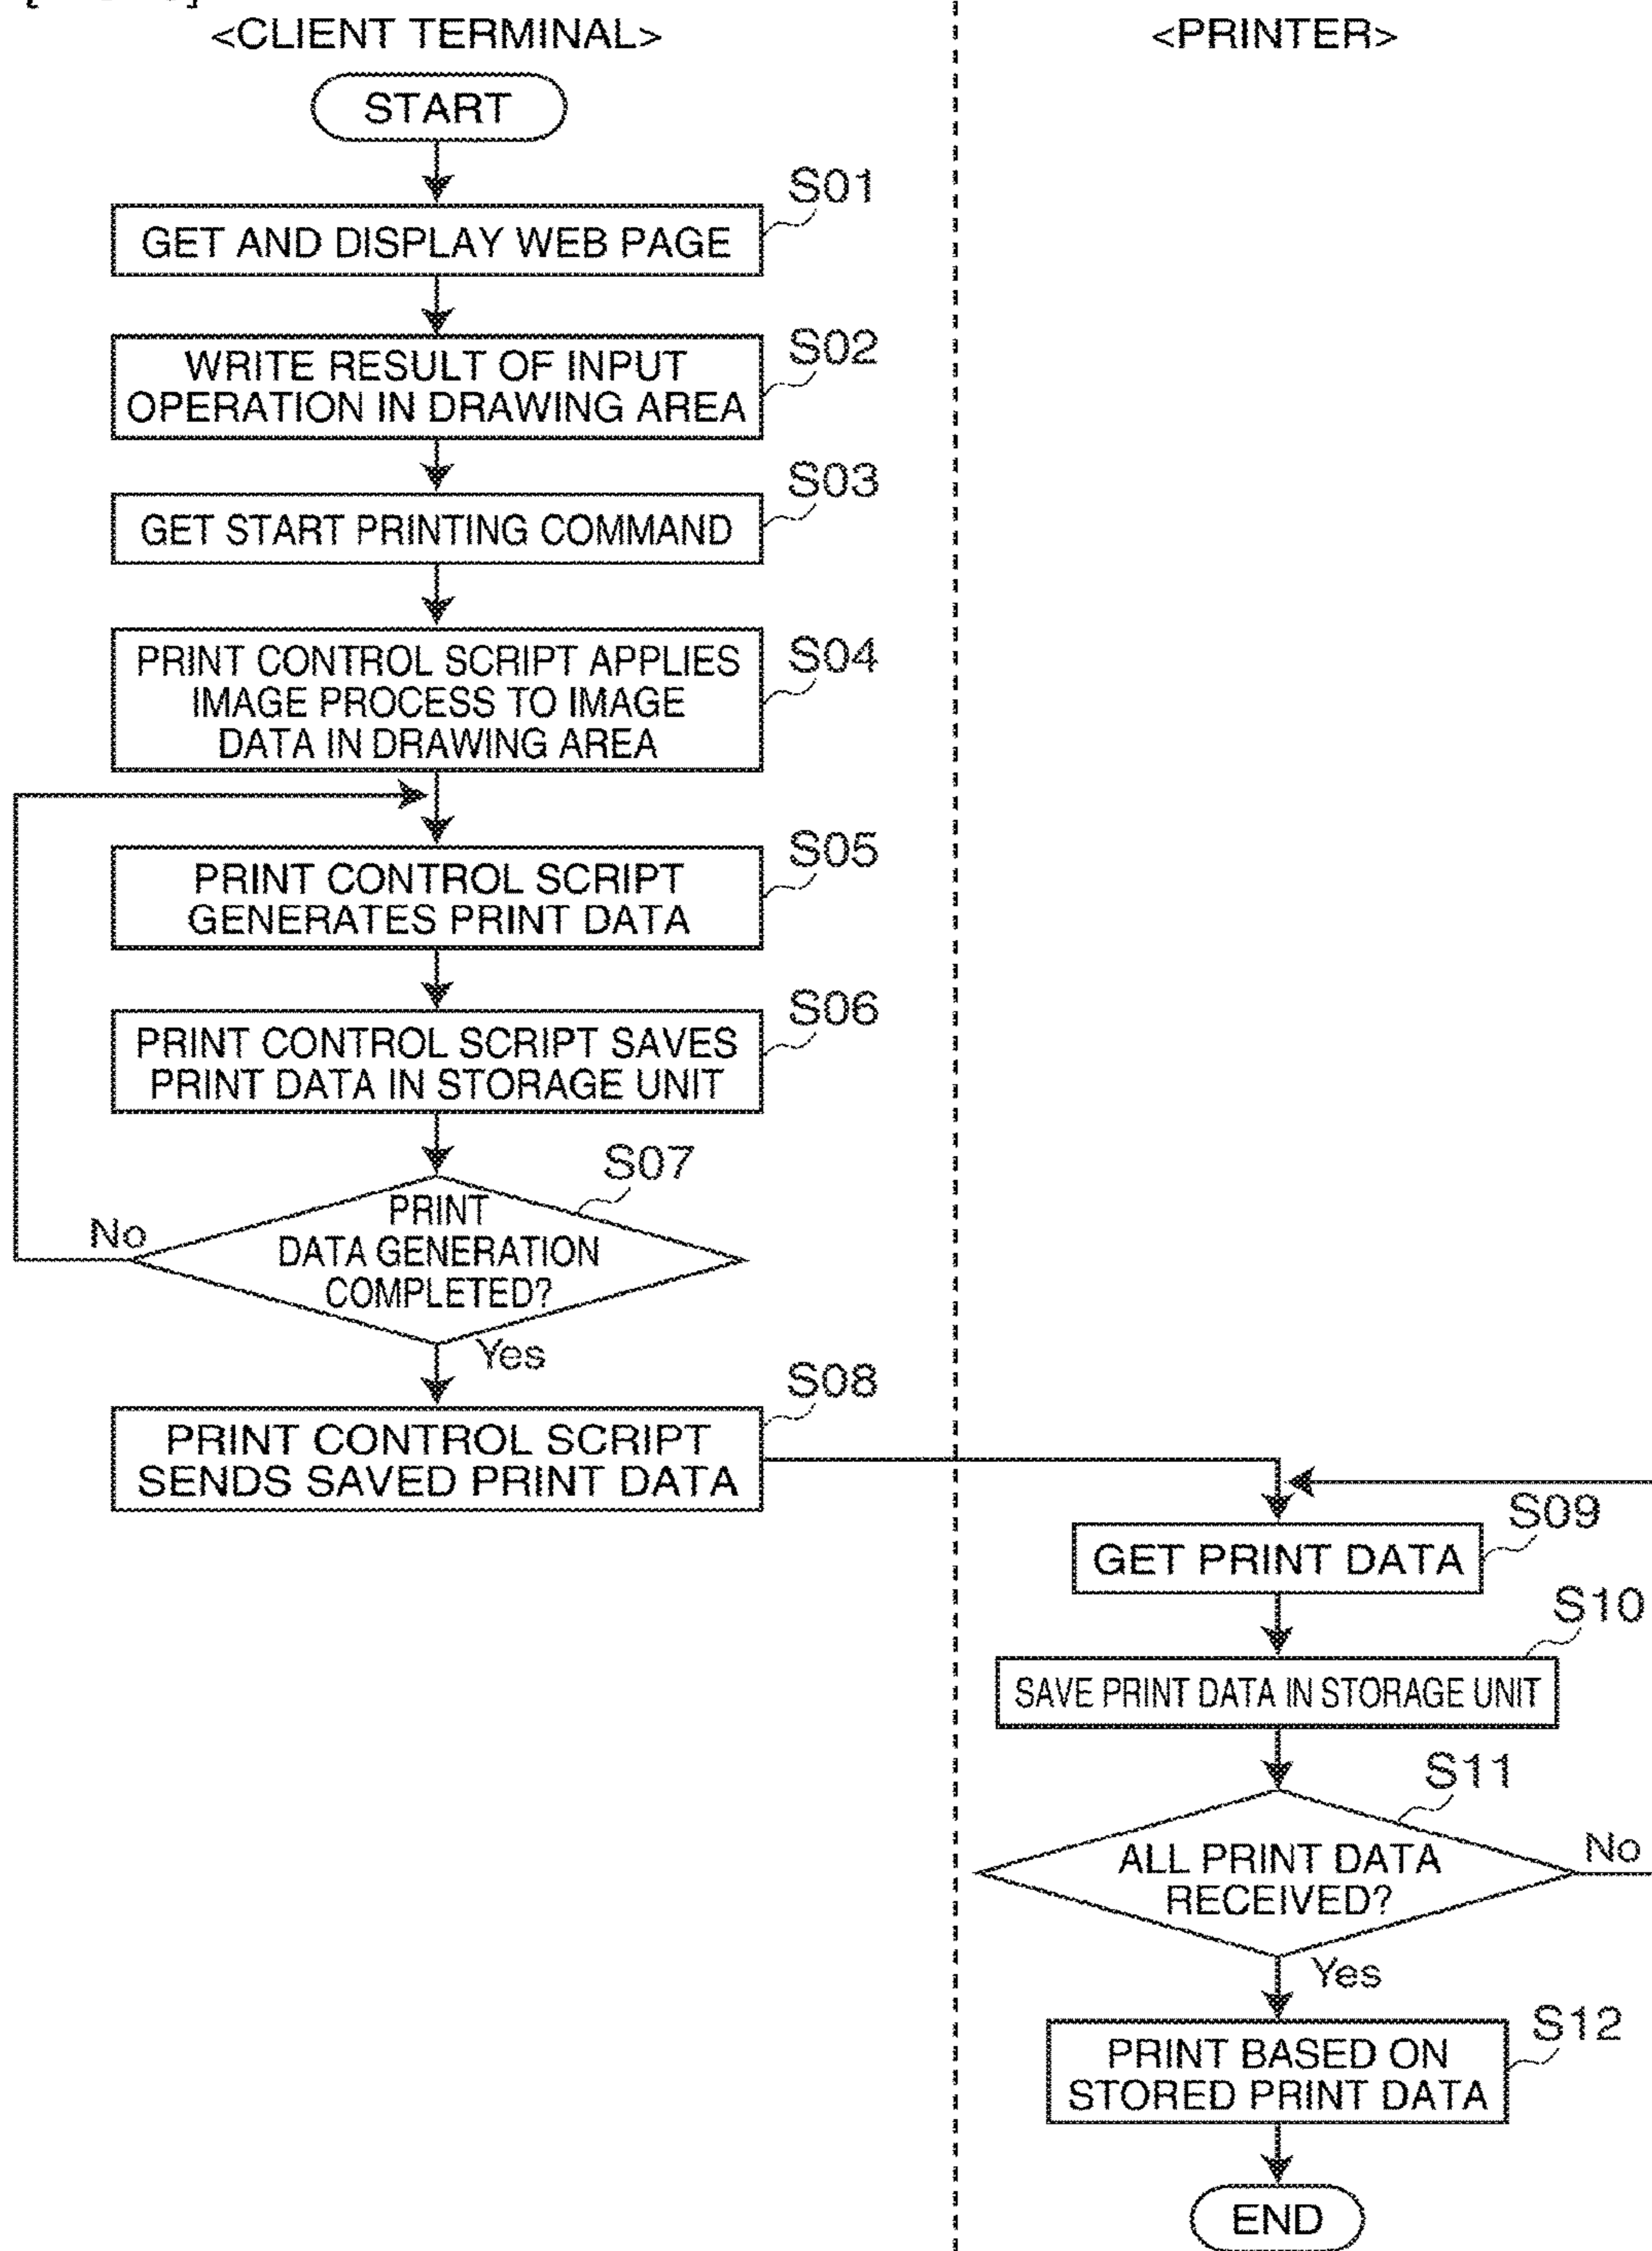 <CLIENT TERMINAL>
<PRINTER>
START
S01
GET AND DISPLAY WEB PAGE
S02
WRITE RESULT OF INPUT
OPERATION IN DRAWING AREA
S03
GET START PRINTING COMMAND
S04
PRINT CONTROL SCRIPT APPLIES
IMAGE PROCESS TO IMAGE
DATA IN DRAWING AREA
S05
PRINT CONTROL SCRIPT
GENERATES PRINT DATA
S06
PRINT CONTROL SCRIPT SAVES
PRINT DATA IN STORAGE UNIT
S07
PRINT
DATA GENERATION
COMPLETED?
No
Yes
S08
PRINT CONTROL SCRIPT
SENDS SAVED PRINT DATA
S09
GET PRINT DATA
S10
SAVE PRINT DATA IN STORAGE UNIT
S11
ALL PRINT DATA
RECEIVED?
No
Yes
S12
PRINT BASED ON
STORED PRINT DATA
END